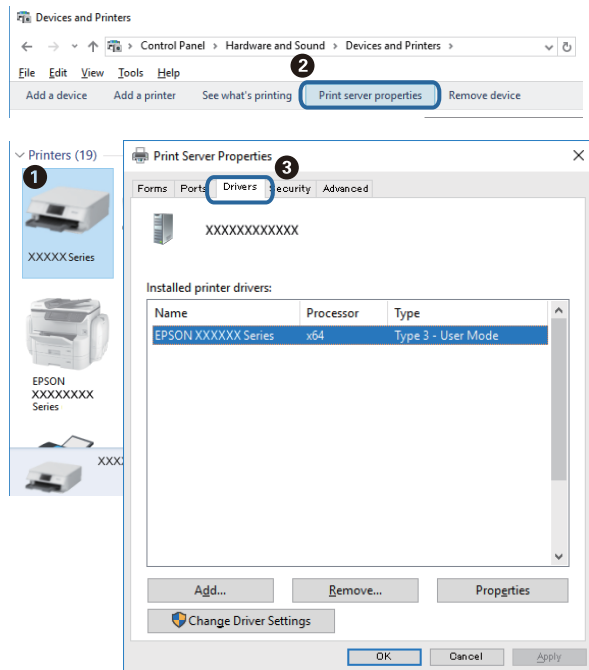 Devices and Printers
Control Panel > Hardware and Sound > Devices and Printers >
2
File Edit View Tools Help
Add a device Add a printer See what's printing Print server properties Remove device
Printers (19)
1
XXXXX Series
EPSON
XXXXXXXX
Series
XXX
Print Server Properties
3
Forms Ports Drivers ecurity Advanced
XXXXXXXXXXXX
Installed printer drivers:
Name Processor Type
EPSON XXXXXX Series x64 Type 3 - User Mode
Add... Remove... Properties
Change Driver Settings
OK Cancel Apply